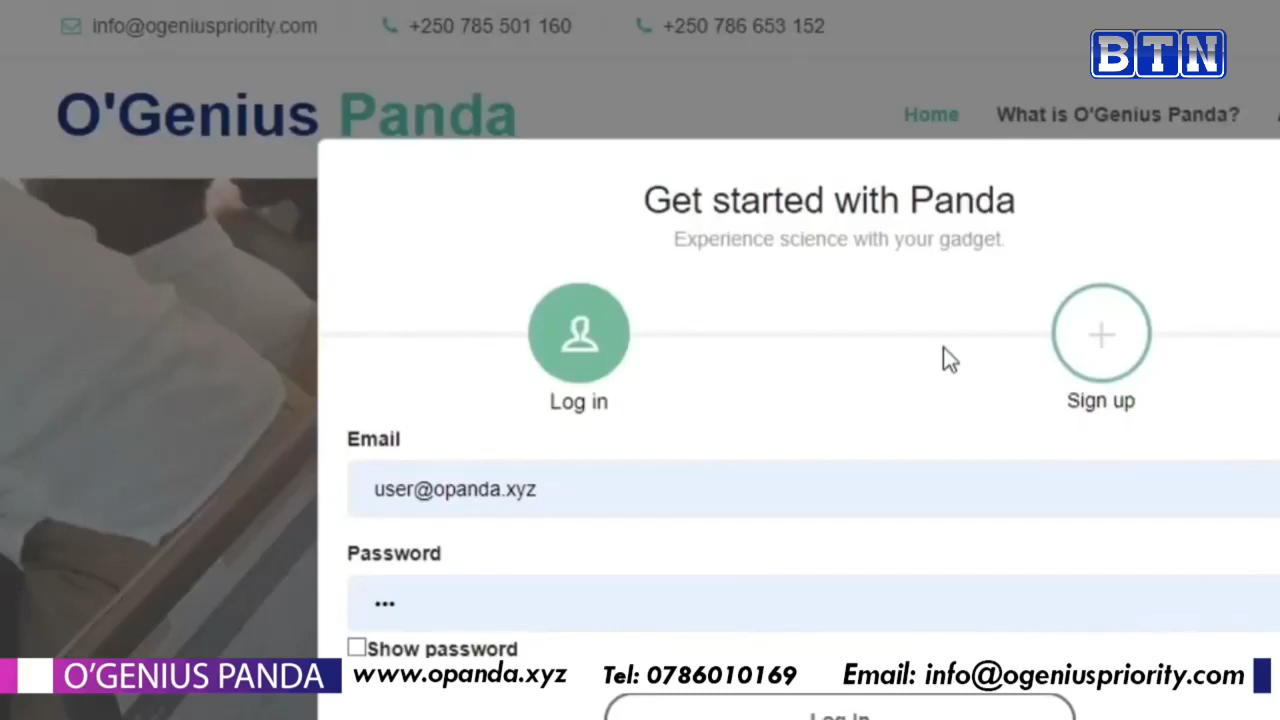 info@ogeniuspriority.com +250 785 501 160 +250 786 653 152
BTN
O'Genius Panda
Home What is O'Genius Panda?
Get started with Panda
Experience science with your gadget.
Log in Sign up
Email
user@opanda.xyz
Password
•••
Show password
O'GENIUS PANDA www.opanda.xyz Tel: 0786010169 Email: info@ogeniuspriority.com
Log In